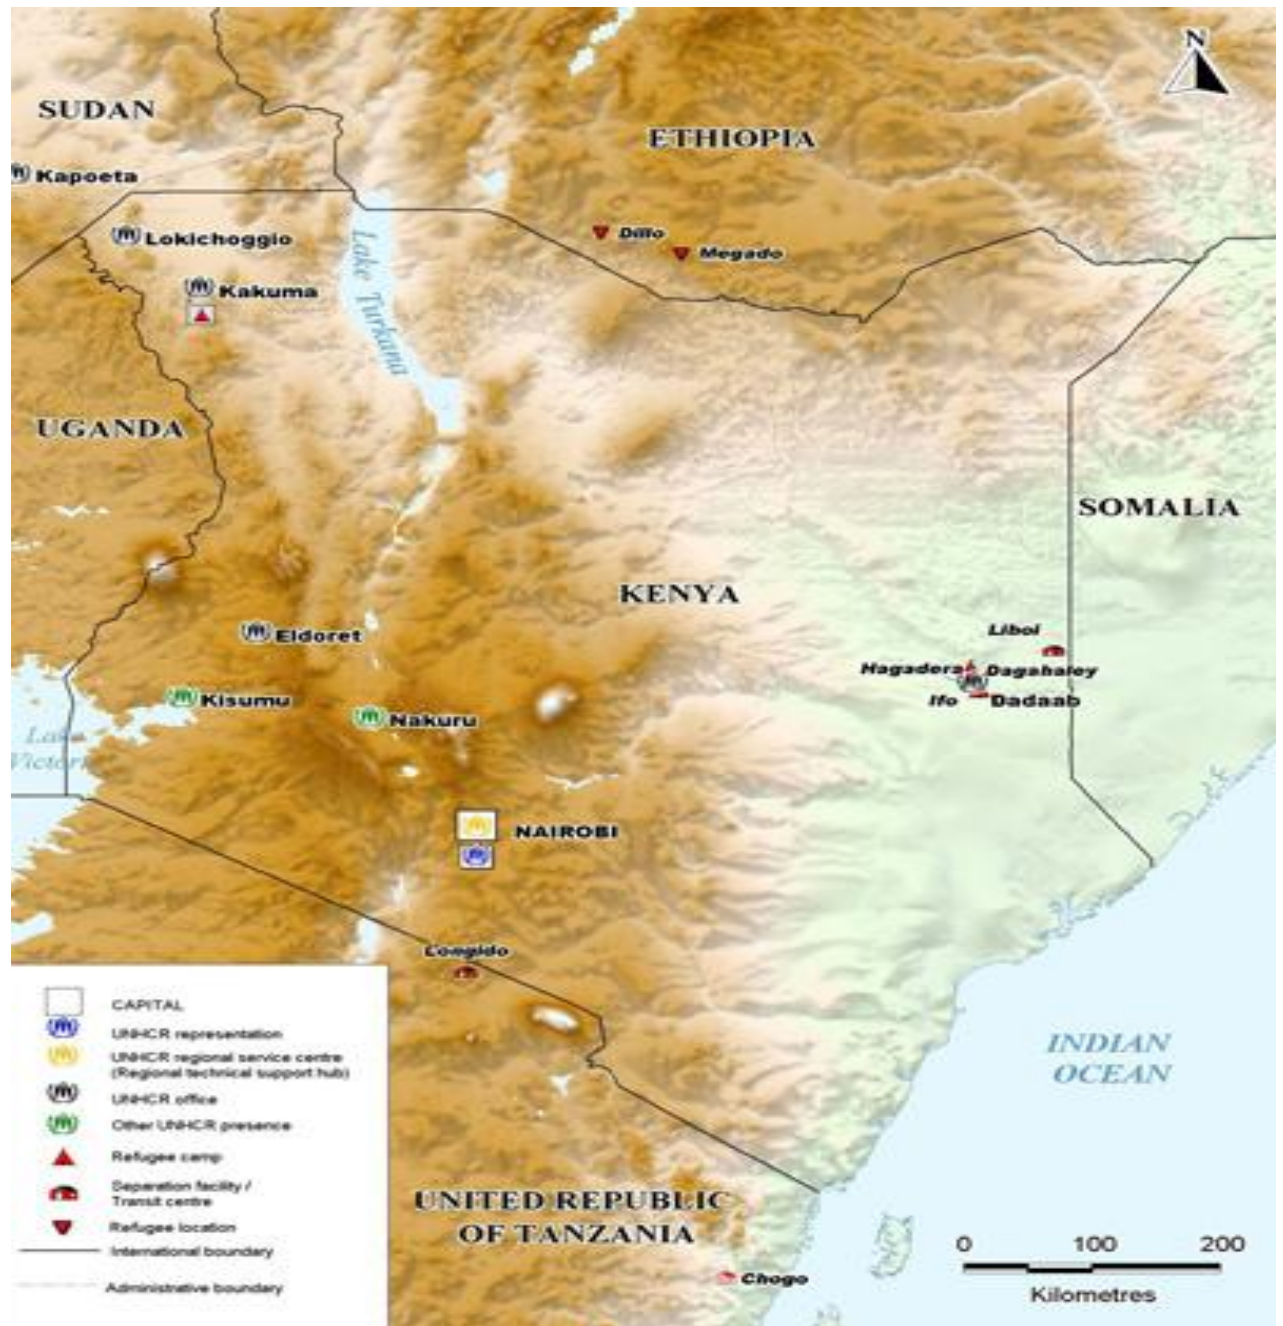 N
SUDAN
ETHIOPIA
Kapoeta
Lokichoggio
Dillo
Megado
Kakuma
Lake Turkana
UGANDA
SOMALIA
KENYA
Liboi
Eldoret
Hagadera
Dagahaley
Ifo
Dadaab
Kisumu
Nakuru
Lake
Victoria
NAIROBI
Longido
INDIAN
OCEAN
CAPITAL
UNHCR representation
UNHCR regional service centre
(Regional technical support hub)
UNHCR office
Other UNHCR presence
Refugee camp
Separation facility /
Transit centre
Refugee location
International boundary
Administrative boundary
UNITED REPUBLIC
OF TANZANIA
Chogo
0 100 200
Kilometres